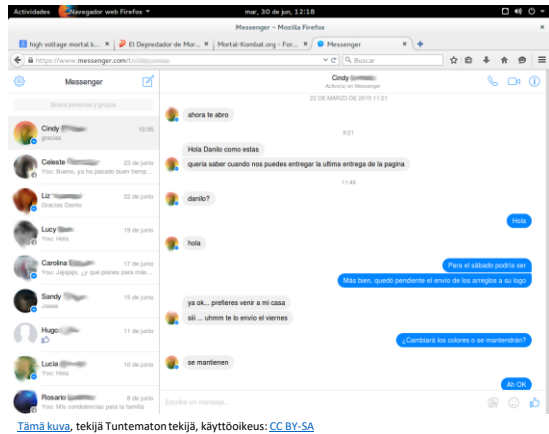 Actividades Navegador web Firefox mar, 30 de jun, 12:18
Messenger - Mozilla Firefox
high voltage mortal k... El Depredador de Mor... Mortal-Kombat.org - For... Messenger
https://www.messenger.com/t/ Buscar
Messenger
Busca personas y grupos
Cindy 12:05
gracias
Celeste 23 de junio
You: Bueno, ya ha pasado buen tiemp...
Liz 22 de junio
Gracias Danilo
Lucy 19 de junio
You: Hola
Carolina 17 de junio
You: Jajajaja, ¿y qué planes para más...
Sandy 15 de junio
Jaaaa
Hugo 11 de junio
Lucia 10 de junio
You: Hola
Rosario 8 de junio
You: Mis condolencias para la familia
Cindy
Activo(a) en Messenger
22 DE MARZO DE 2015 11:21
ahora te abro
9:21
Hola Danilo como estas
queria saber cuando nos puedes entregar la ultima entrega de la pagina
11:46
danilo?
Hola
hola
Para el sábado podría ser
Más bien, quedó pendiente el envío de los arreglos a su logo
ya ok... prefieres venir a mi casa
siii ... uhmm te lo envio el viernes
¿Cambiará los colores o se mantendrán?
se mantienen
Ah OK
Escribe un mensaje...
Tämä kuva, tekijä Tuntematon tekijä, käyttöoikeus: CC BY-SA